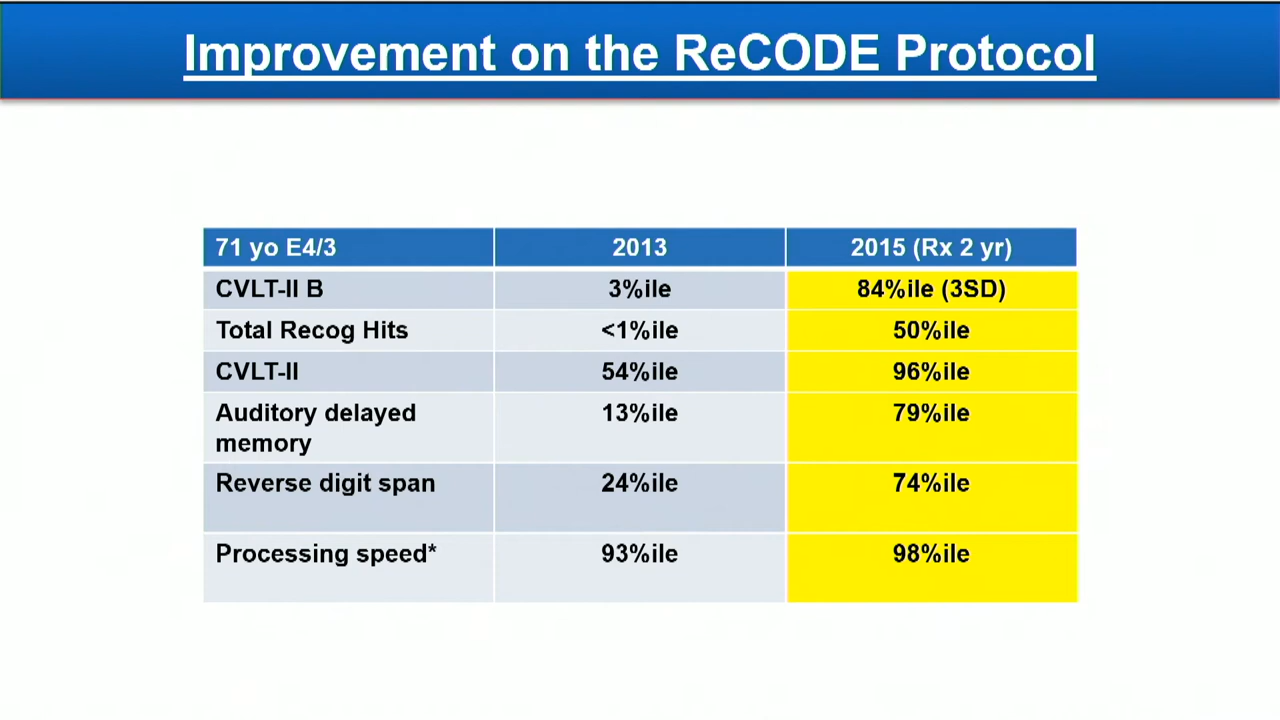 Improvement on the ReCODE Protocol
71 yo E4/3 2013 2015 (Rx 2 yr)
CVLT-II B 3%ile 84%ile (3SD)
Total Recog Hits <1%ile 50%ile
CVLT-II 54%ile 96%ile
Auditory delayed 13%ile 79%ile
memory
Reverse digit span 24%ile 74%ile
Processing speed* 93%ile 98%ile